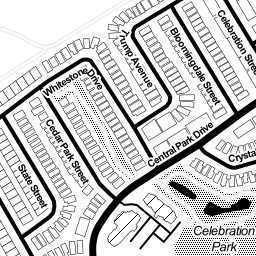 Celebration Street
Bloomingdale Street
Trump Avenue
Whitestone Drive
Cedar Park Street
State Street
Central Park Drive
Crysta
Celebration
Park